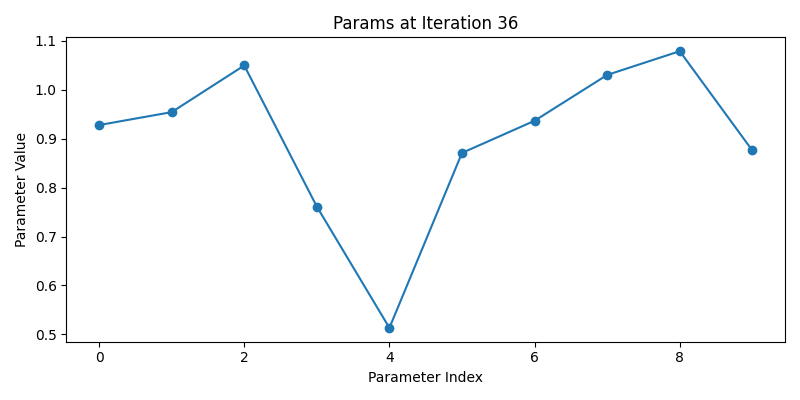 Params at Iteration 36
1.1
1.0
0.9
0.8
0.7
0.6
0.5
Parameter Value
0 2 4 6 8
Parameter Index